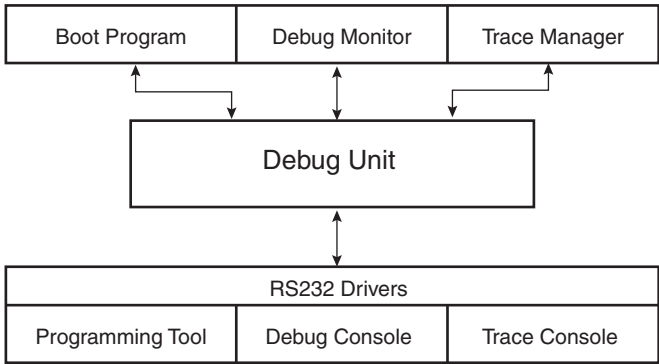 Boot Program
Debug Monitor
Trace Manager
Debug Unit
RS232 Drivers
Programming Tool
Debug Console
Trace Console